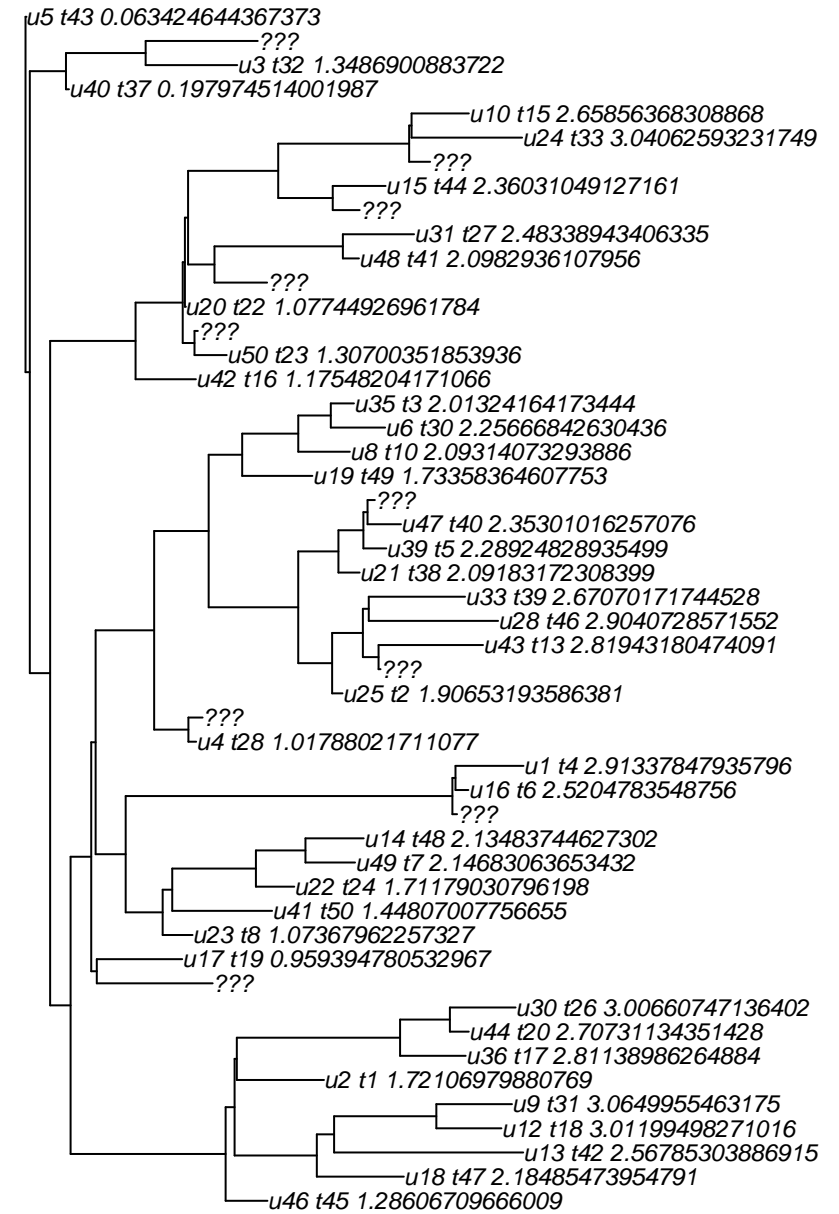 u5 t43 0.063424644367373
???
u3 t32 1.3486900883722
u40 t37 0.197974514001987
u10 t15 2.65856368308868
u24 t33 3.04062593231749
???
u15 t44 2.36031049127161
???
u31 t27 2.48338943406335
u48 t41 2.0982936107956
???
u20 t22 1.07744926961784
???
u50 t23 1.30700351853936
u42 t16 1.17548204171066
u35 t3 2.01324164173444
u6 t30 2.25666842630436
u8 t10 2.09314073293886
u19 t49 1.73358364607753
???
u47 t40 2.35301016257076
u39 t5 2.28924828935499
u21 t38 2.09183172308399
u33 t39 2.67070171744528
u28 t46 2.9040728571552
u43 t13 2.81943180474091
???
u25 t2 1.90653193586381
???
u4 t28 1.01788021711077
u1 t4 2.91337847935796
u16 t6 2.5204783548756
???
u14 t48 2.13483744627302
u49 t7 2.14683063653432
u22 t24 1.71179030796198
u41 t50 1.44807007756655
u23 t8 1.07367962257327
u17 t19 0.959394780532967
???
u30 t26 3.00660747136402
u44 t20 2.70731134351428
u36 t17 2.81138986264884
u2 t1 1.72106979880769
u9 t31 3.0649955463175
u12 t18 3.01199498271016
u13 t42 2.56785303886915
u18 t47 2.18485473954791
u46 t45 1.28606709666009